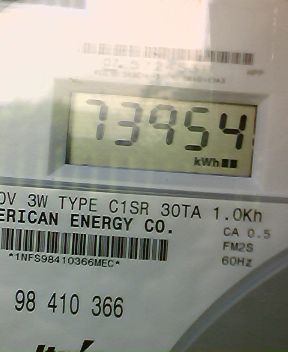 73954
kWh
0V 3W TYPE C1SR 30TA 1.0Kh
ERICAN ENERGY CO.
CA 0.5
FM2S
*1NFS98410366MEC*
60Hz
98 410 366